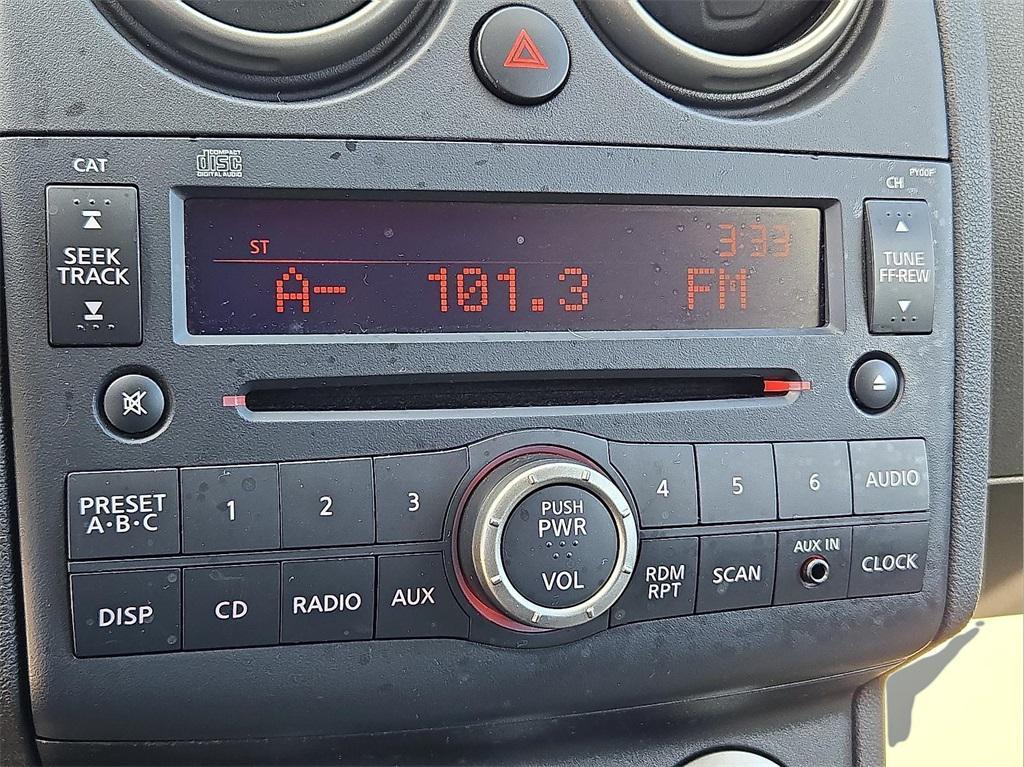 CAT
COMPACT
disc
DIGITAL AUDIO
CH
PY00F
SEEK
TRACK
ST
3:33
A- 101.3 FM
TUNE
FF·REW
PRESET
A·B·C
1
2
3
PUSH
PWR
VOL
4
5
6
AUDIO
DISP
CD
RADIO
AUX
RDM
RPT
SCAN
AUX IN
CLOCK